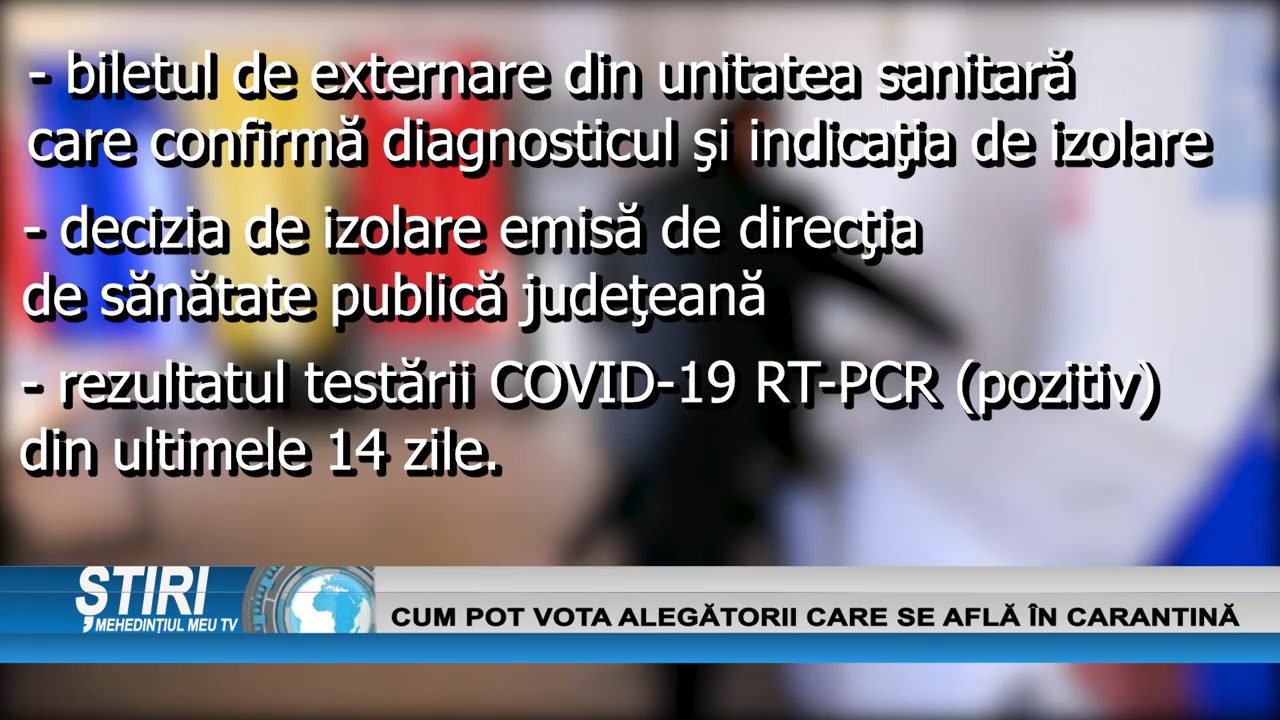 - biletul de externare din unitatea sanitară
care confirmă diagnosticul şi indicaţia de izolare
- decizia de izolare emisă de direcţia
de sănătate publică judeţeană
- rezultatul testării COVID-19 RT-PCR (pozitiv)
din ultimele 14 zile.
ȘTIRI
MEHEDINȚIUL MEU TV
CUM POT VOTA ALEGĂTORII CARE SE AFLĂ ÎN CARANTINĂ